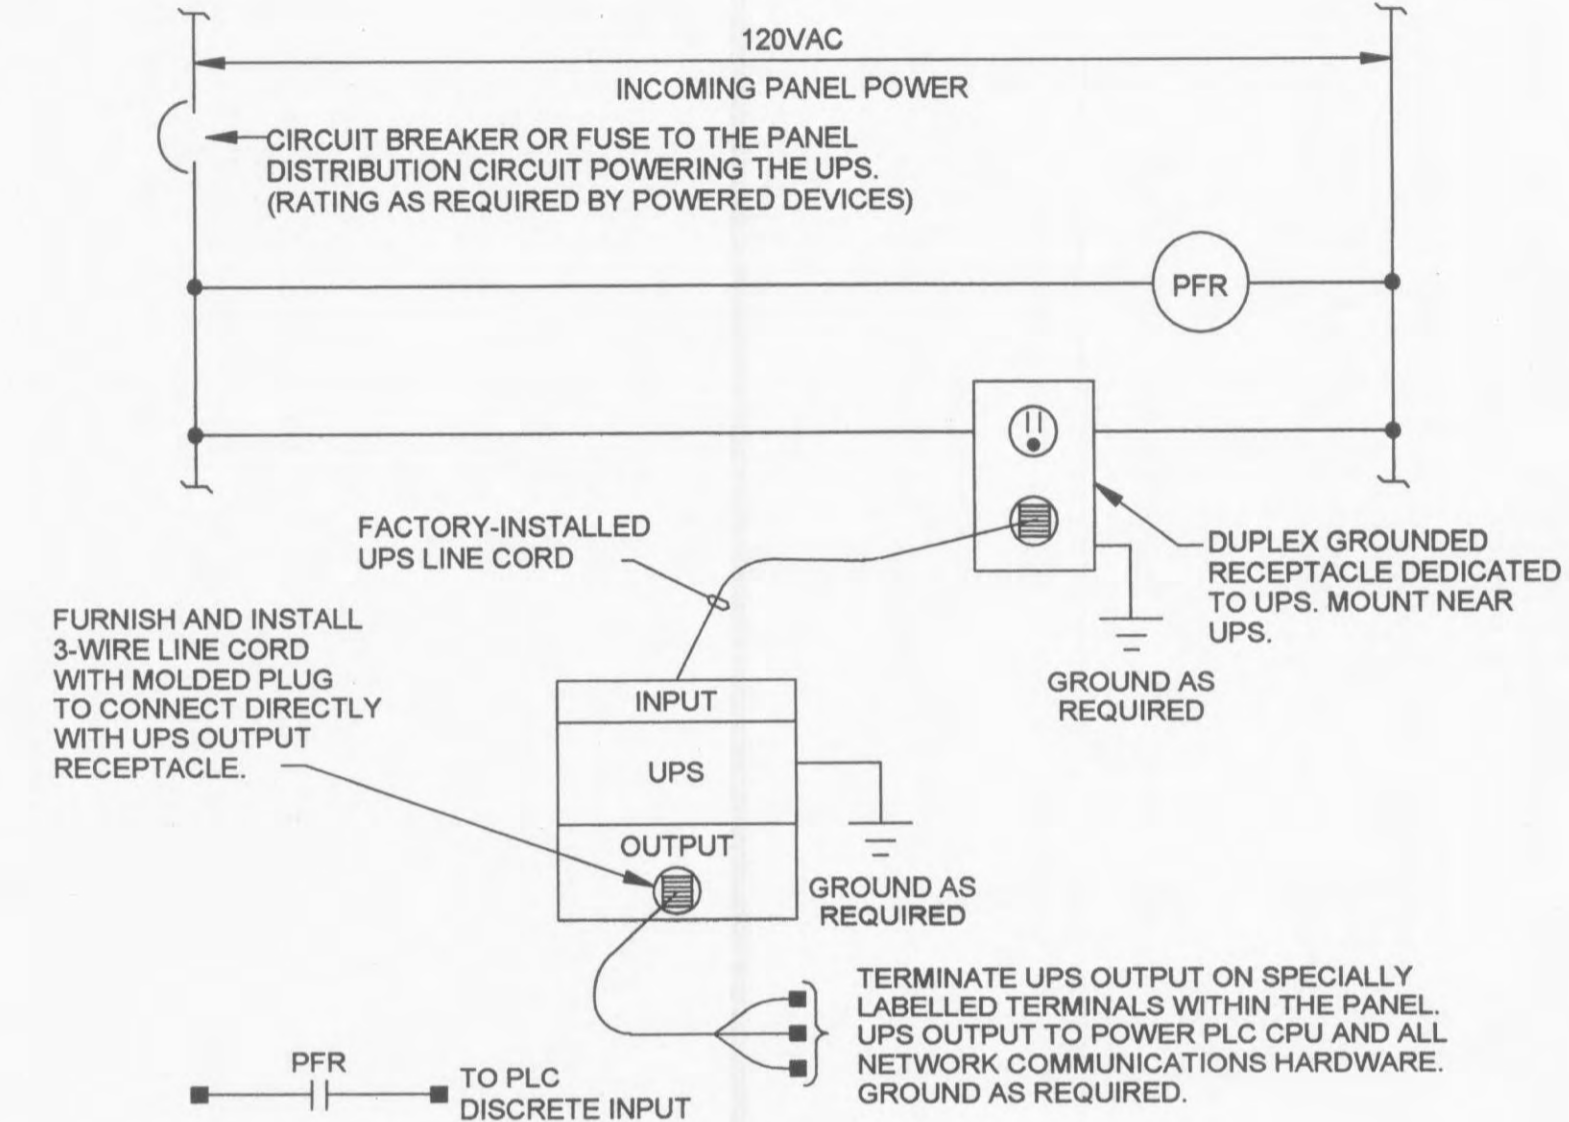 120VAC
INCOMING PANEL POWER
CIRCUIT BREAKER OR FUSE TO THE PANEL
DISTRIBUTION CIRCUIT POWERING THE UPS.
(RATING AS REQUIRED BY POWERED DEVICES)
PFR
FACTORY-INSTALLED
UPS LINE CORD
DUPLEX GROUNDED
RECEPTACLE DEDICATED
TO UPS. MOUNT NEAR
UPS.
GROUND AS
REQUIRED
FURNISH AND INSTALL
3-WIRE LINE CORD
WITH MOLDED PLUG
TO CONNECT DIRECTLY
WITH UPS OUTPUT
RECEPTACLE.
INPUT
UPS
OUTPUT
GROUND AS
REQUIRED
TERMINATE UPS OUTPUT ON SPECIALLY
LABELLED TERMINALS WITHIN THE PANEL.
UPS OUTPUT TO POWER PLC CPU AND ALL
NETWORK COMMUNICATIONS HARDWARE.
GROUND AS REQUIRED.
PFR
TO PLC
DISCRETE INPUT